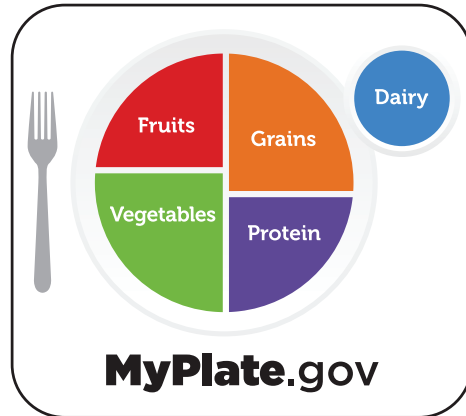 Fruits
Grains
Dairy
Vegetables
Protein
MyPlate.gov